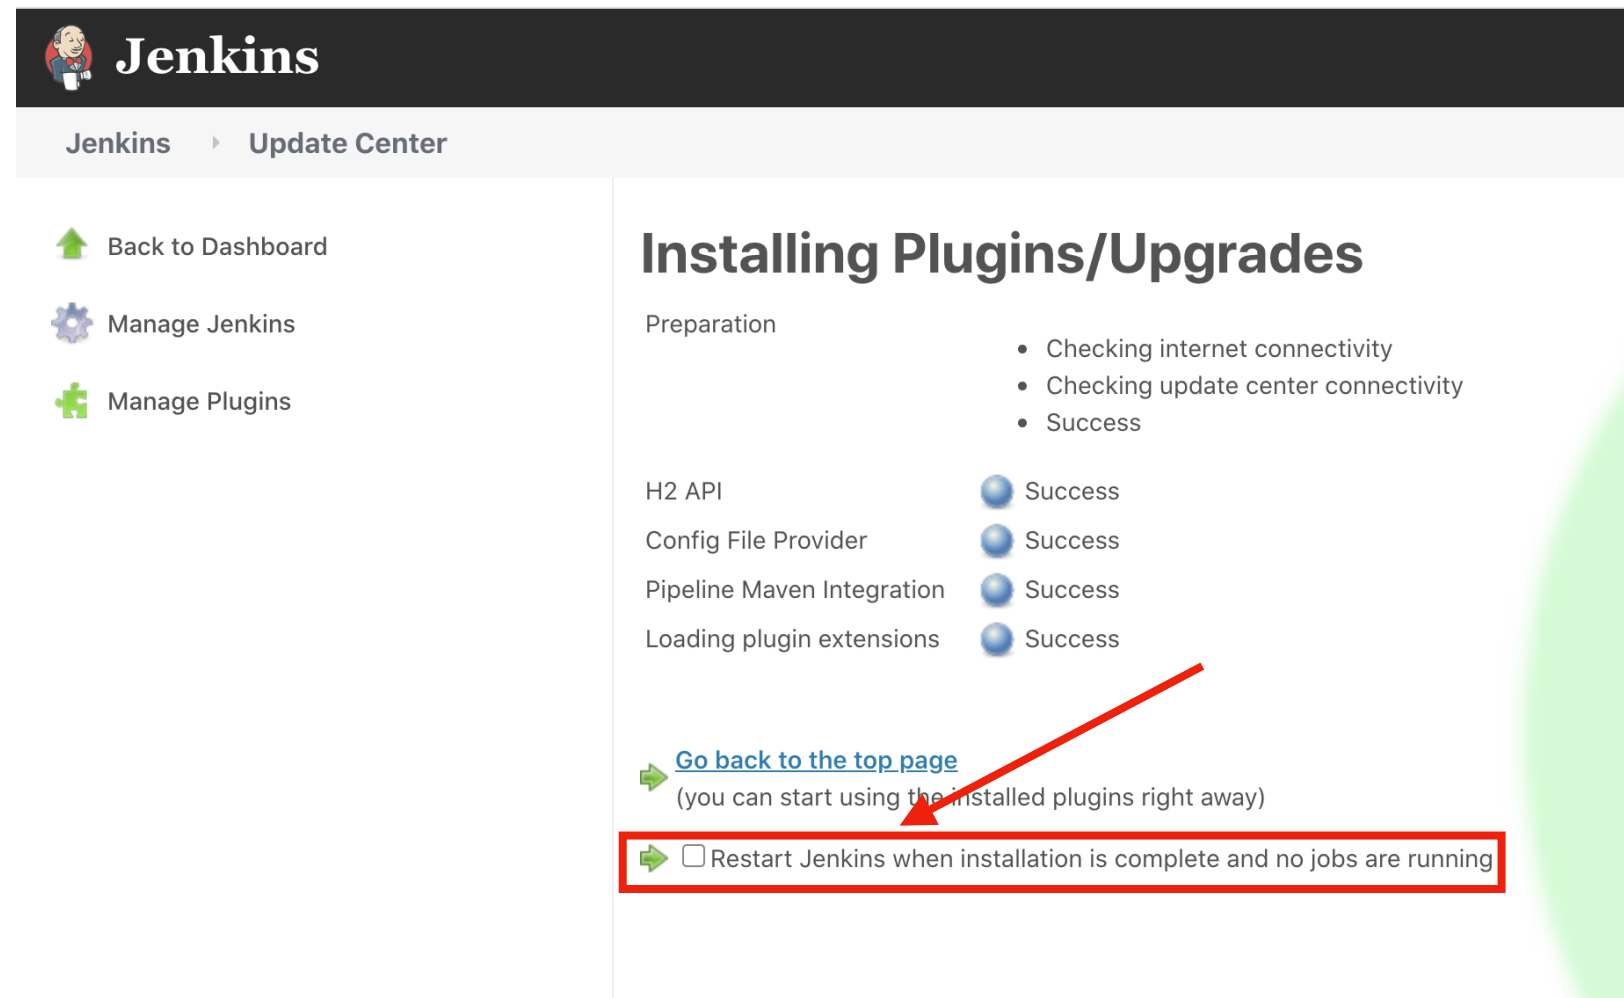 Jenkins
Jenkins Update Center
Back to Dashboard
Manage Jenkins
Manage Plugins
Installing Plugins/Upgrades
Preparation
Checking internet connectivity
Checking update center connectivity
Success
H2 API Success
Config File Provider Success
Pipeline Maven Integration Success
Loading plugin extensions Success
Go back to the top page
(you can start using the installed plugins right away)
Restart Jenkins when installation is complete and no jobs are running